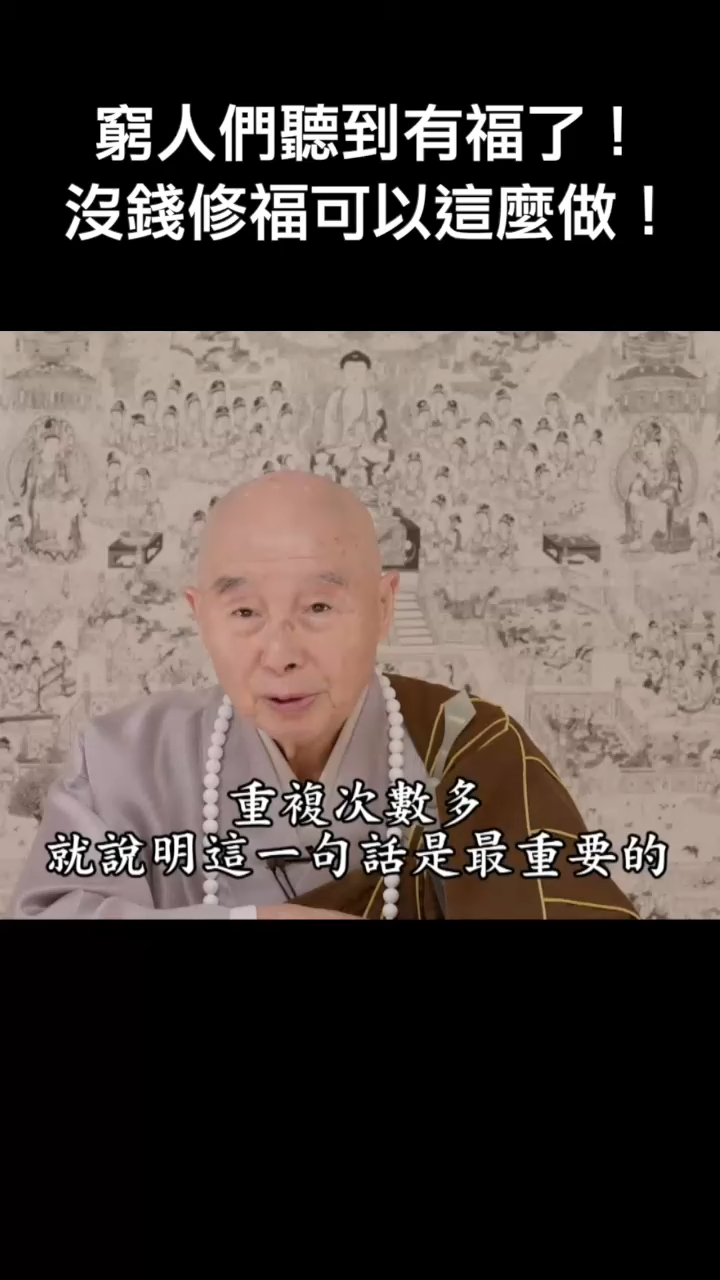 窮人們聽到有福了！
沒錢修福可以這麼做！
重複次數多
就說明這一句話是最重要的